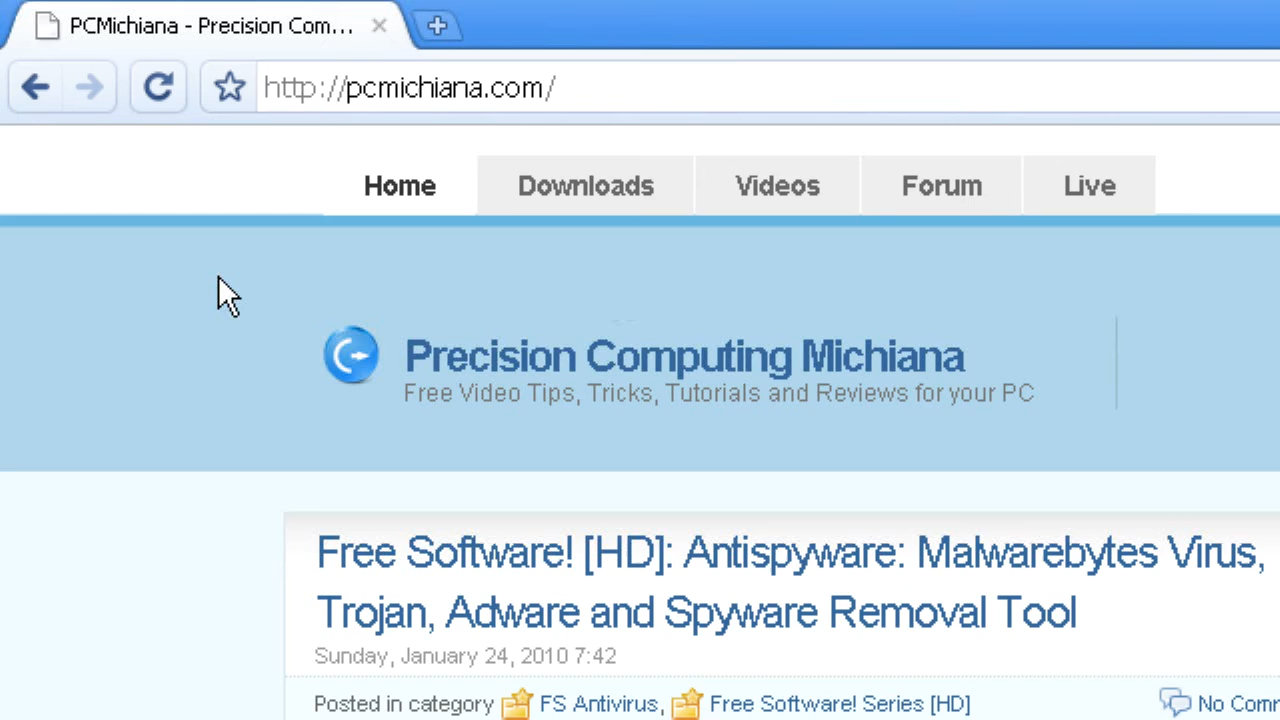 PCMichiana - Precision Com...
http://pcmichiana.com/
Home Downloads Videos Forum Live
Precision Computing Michiana
Free Video Tips, Tricks, Tutorials and Reviews for your PC
Free Software! [HD]: Antispyware: Malwarebytes Virus,
Trojan, Adware and Spyware Removal Tool
Sunday, January 24, 2010 7:42
Posted in category FS Antivirus, Free Software! Series [HD] No Comm